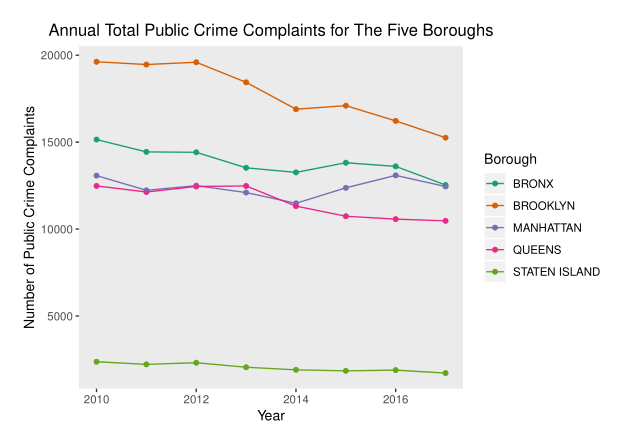 Annual Total Public Crime Complaints for The Five Boroughs
Number of Public Crime Complaints
20000
15000
10000
5000
2010
2012
2014
2016
Year
Borough
BRONX
BROOKLYN
MANHATTAN
QUEENS
STATEN ISLAND